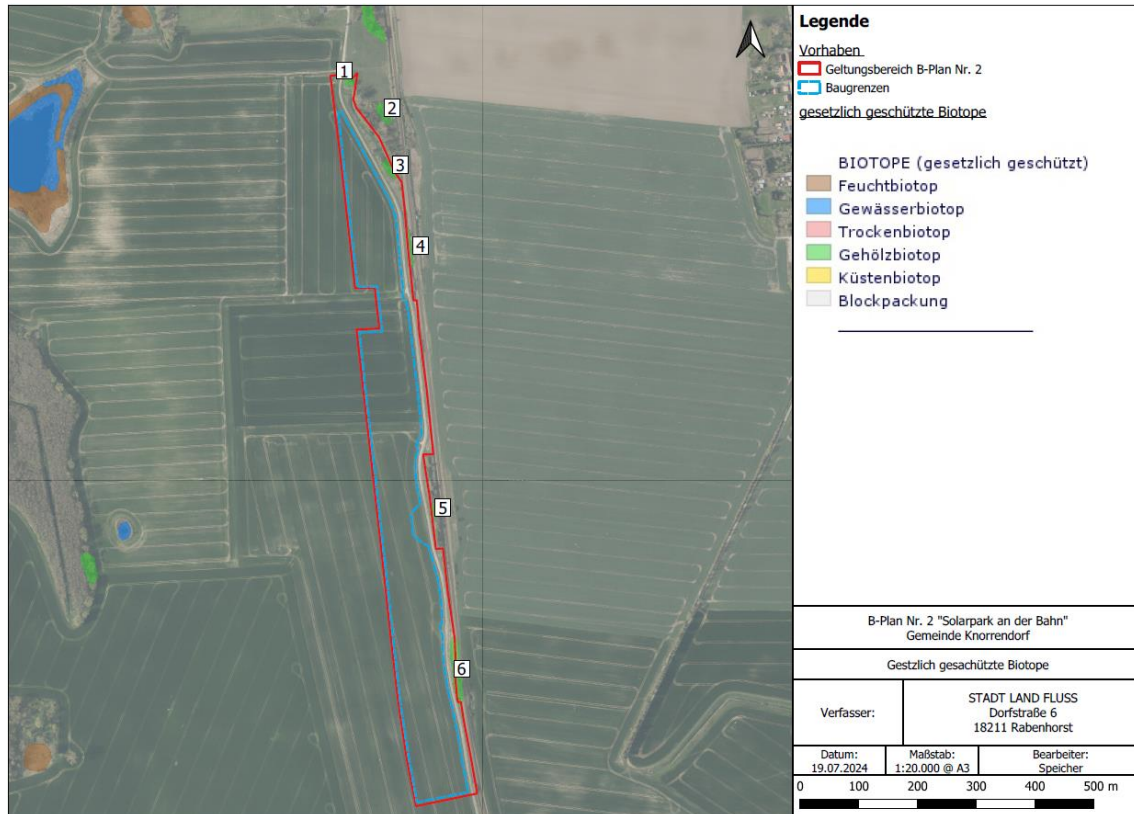 1
2
3
4
5
6
Legende
Vorhaben
Geltungsbereich B-Plan Nr. 2
Baugrenzen
gesetzlich geschützte Biotope
BIOTOPE (gesetzlich geschützt)
Feuchtbiotop
Gewässerbiotop
Trockenbiotop
Gehölzbiotop
Küstenbiotop
Blockpackung
B-Plan Nr. 2 "Solarpark an der Bahn"
Gemeinde Knorrendorf
Gestzlich gesachützte Biotope
Verfasser:
STADT LAND FLUSS
Dorfstraße 6
18211 Rabenhorst
Datum:
19.07.2024
Maßstab:
1:20.000 @ A3
Bearbeiter:
Speicher
0 100 200 300 400 500 m